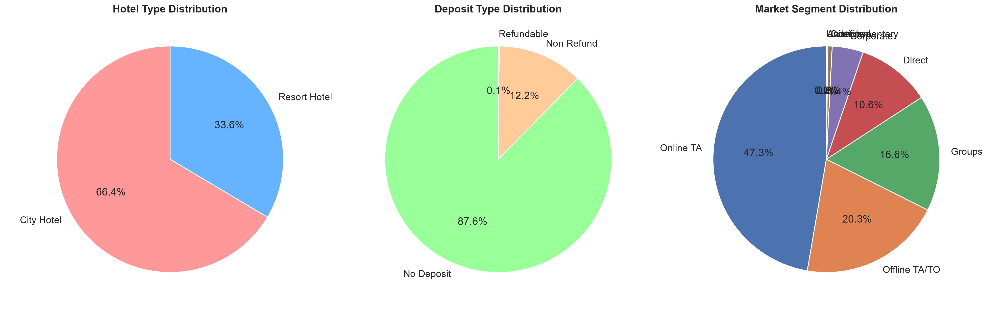 Hotel Type Distribution
Resort Hotel
33.6%
66.4%
City Hotel
Deposit Type Distribution
Refundable
Non Refund
0.1%
12.2%
87.6%
No Deposit
Market Segment Distribution
Corporate
Direct
10.6%
Online TA
47.3%
Groups
16.6%
20.3%
Offline TA/TO